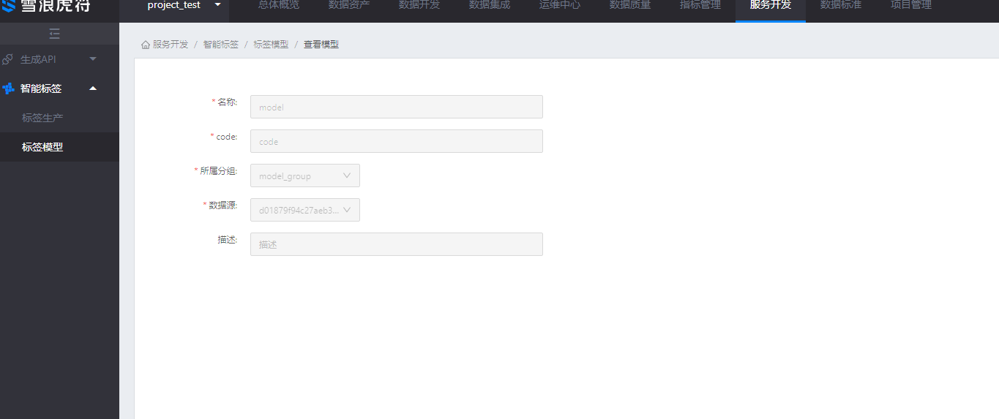 雪浪虎符
project_test
总体概览
数据资产
数据开发
数据集成
运维中心
数据质量
指标管理
服务开发
数据标准
项目管理
生成API
智能标签
标签生产
标签模型
服务开发 / 智能标签 / 标签模型 / 查看模型
* 名称: model
* code: code
* 所属分组: model_group
* 数据源: d01879f94c27aeb3...
描述: 描述